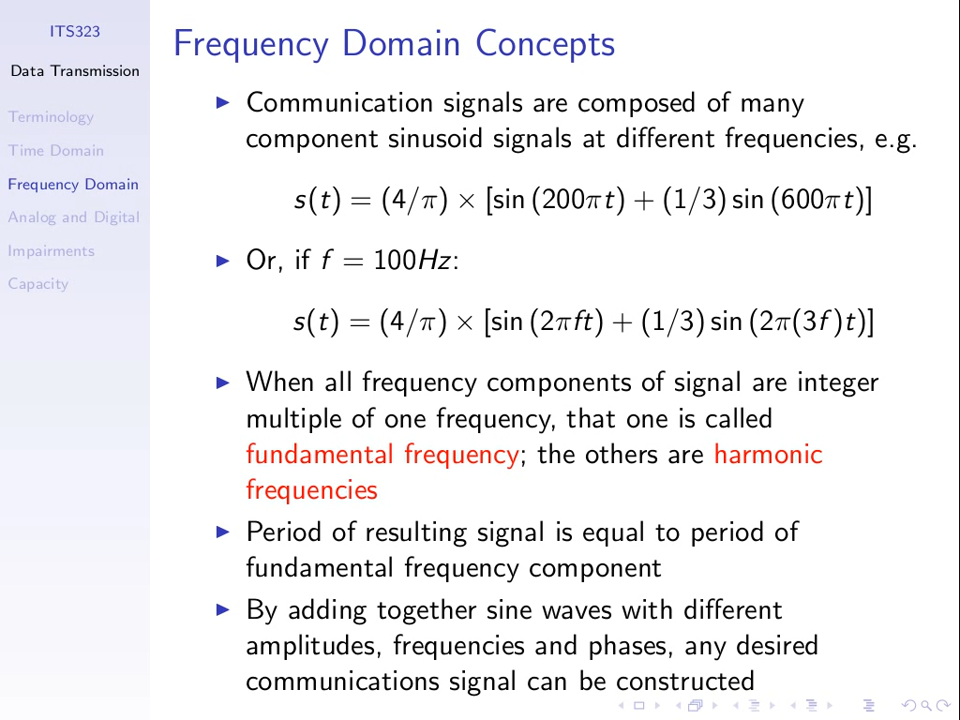 ITS323
Data Transmission
Terminology
Time Domain
Frequency Domain
Analog and Digital
Impairments
Capacity
Frequency Domain Concepts
▶ Communication signals are composed of many
component sinusoid signals at different frequencies, e.g.
s(t) = (4/π) × [sin (200πt) + (1/3) sin (600πt)]
▶ Or, if f = 100Hz:
s(t) = (4/π) × [sin (2πft) + (1/3) sin (2π(3f)t)]
▶ When all frequency components of signal are integer
multiple of one frequency, that one is called
fundamental frequency; the others are harmonic
frequencies
▶ Period of resulting signal is equal to period of
fundamental frequency component
▶ By adding together sine waves with different
amplitudes, frequencies and phases, any desired
communications signal can be constructed